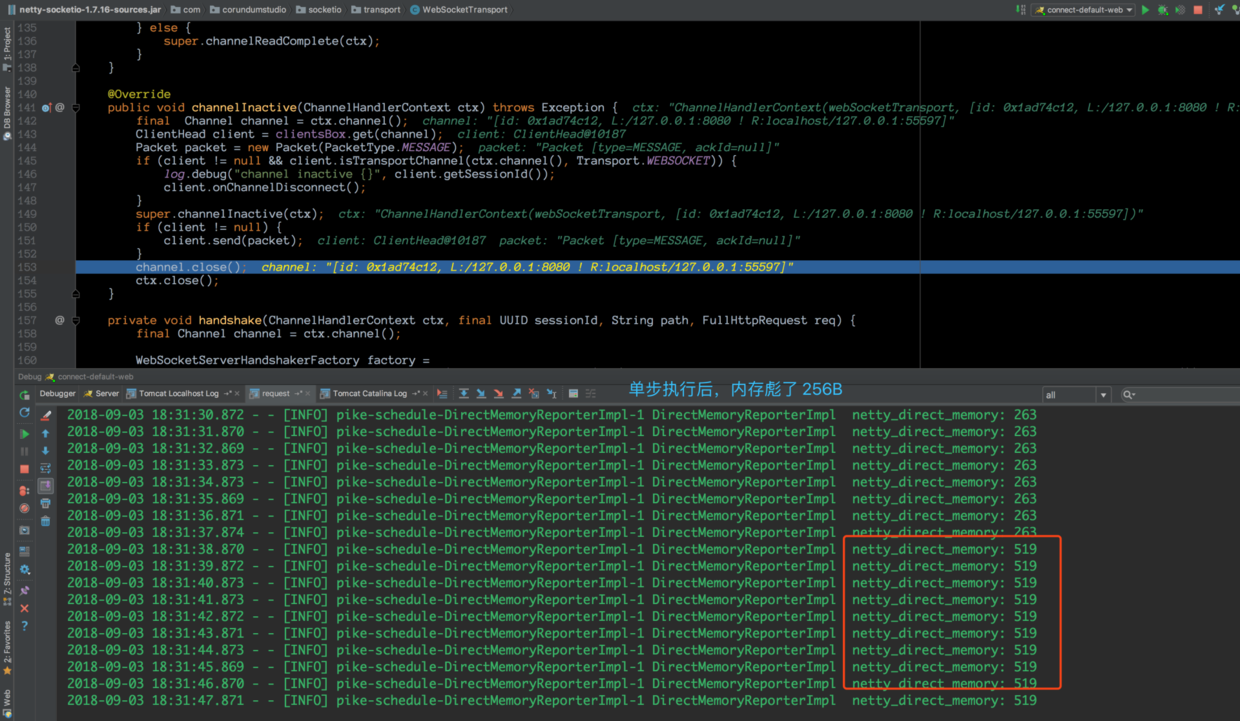 netty-socketio-1.7.16-sources.jar com corundumstudio socketio transport WebSocketTransport connect-default-web
1: Project
DB Browser
7: Structure
2: Favorites
Web
135 } else {
136 super.channelReadComplete(ctx);
137 }
138 }
139
140 @Override
141 @ public void channelInactive(ChannelHandlerContext ctx) throws Exception { ctx: "ChannelHandlerContext(webSocketTransport, [id: 0x1ad74c12, L:/127.0.0.1:8080 ! R:
142 final Channel channel = ctx.channel(); channel: "[id: 0x1ad74c12, L:/127.0.0.1:8080 ! R:localhost/127.0.0.1:55597]"
143 ClientHead client = clientsBox.get(channel); client: ClientHead@10187
144 Packet packet = new Packet(PacketType.MESSAGE); packet: "Packet [type=MESSAGE, ackId=null]"
145 if (client != null && client.isTransportChannel(ctx.channel(), Transport.WEBSOCKET)) {
146 log.debug("channel inactive {}", client.getSessionId());
147 client.onChannelDisconnect();
148 }
149 super.channelInactive(ctx); ctx: "ChannelHandlerContext(webSocketTransport, [id: 0x1ad74c12, L:/127.0.0.1:8080 ! R:localhost/127.0.0.1:55597])"
150 if (client != null) {
151 client.send(packet); client: ClientHead@10187 packet: "Packet [type=MESSAGE, ackId=null]"
152 }
153 channel.close(); channel: "[id: 0x1ad74c12, L:/127.0.0.1:8080 ! R:localhost/127.0.0.1:55597]"
154 ctx.close();
155 }
156
157 @ private void handshake(ChannelHandlerContext ctx, final UUID sessionId, String path, FullHttpRequest req) {
158 final Channel channel = ctx.channel();
159
160 WebSocketServerHandshakerFactory factory =
Debug connect-default-web
Debugger Server Tomcat Localhost Log request Tomcat Catalina Log 单步执行后，内存彪了 256B all
2018-09-03 18:31:30.872 - - [INFO] pike-schedule-DirectMemoryReporterImpl-1 DirectMemoryReporterImpl netty_direct_memory: 263
2018-09-03 18:31:31.870 - - [INFO] pike-schedule-DirectMemoryReporterImpl-1 DirectMemoryReporterImpl netty_direct_memory: 263
2018-09-03 18:31:32.869 - - [INFO] pike-schedule-DirectMemoryReporterImpl-1 DirectMemoryReporterImpl netty_direct_memory: 263
2018-09-03 18:31:33.873 - - [INFO] pike-schedule-DirectMemoryReporterImpl-1 DirectMemoryReporterImpl netty_direct_memory: 263
2018-09-03 18:31:34.873 - - [INFO] pike-schedule-DirectMemoryReporterImpl-1 DirectMemoryReporterImpl netty_direct_memory: 263
2018-09-03 18:31:35.869 - - [INFO] pike-schedule-DirectMemoryReporterImpl-1 DirectMemoryReporterImpl netty_direct_memory: 263
2018-09-03 18:31:36.871 - - [INFO] pike-schedule-DirectMemoryReporterImpl-1 DirectMemoryReporterImpl netty_direct_memory: 263
2018-09-03 18:31:37.874 - - [INFO] pike-schedule-DirectMemoryReporterImpl-1 DirectMemoryReporterImpl netty_direct_memory: 263
2018-09-03 18:31:38.870 - - [INFO] pike-schedule-DirectMemoryReporterImpl-1 DirectMemoryReporterImpl netty_direct_memory: 519
2018-09-03 18:31:39.872 - - [INFO] pike-schedule-DirectMemoryReporterImpl-1 DirectMemoryReporterImpl netty_direct_memory: 519
2018-09-03 18:31:40.873 - - [INFO] pike-schedule-DirectMemoryReporterImpl-1 DirectMemoryReporterImpl netty_direct_memory: 519
2018-09-03 18:31:41.873 - - [INFO] pike-schedule-DirectMemoryReporterImpl-1 DirectMemoryReporterImpl netty_direct_memory: 519
2018-09-03 18:31:42.872 - - [INFO] pike-schedule-DirectMemoryReporterImpl-1 DirectMemoryReporterImpl netty_direct_memory: 519
2018-09-03 18:31:43.871 - - [INFO] pike-schedule-DirectMemoryReporterImpl-1 DirectMemoryReporterImpl netty_direct_memory: 519
2018-09-03 18:31:44.873 - - [INFO] pike-schedule-DirectMemoryReporterImpl-1 DirectMemoryReporterImpl netty_direct_memory: 519
2018-09-03 18:31:45.869 - - [INFO] pike-schedule-DirectMemoryReporterImpl-1 DirectMemoryReporterImpl netty_direct_memory: 519
2018-09-03 18:31:46.870 - - [INFO] pike-schedule-DirectMemoryReporterImpl-1 DirectMemoryReporterImpl netty_direct_memory: 519
2018-09-03 18:31:47.871 - - [INFO] pike-schedule-DirectMemoryReporterImpl-1 DirectMemoryReporterImpl netty_direct_memory: 519